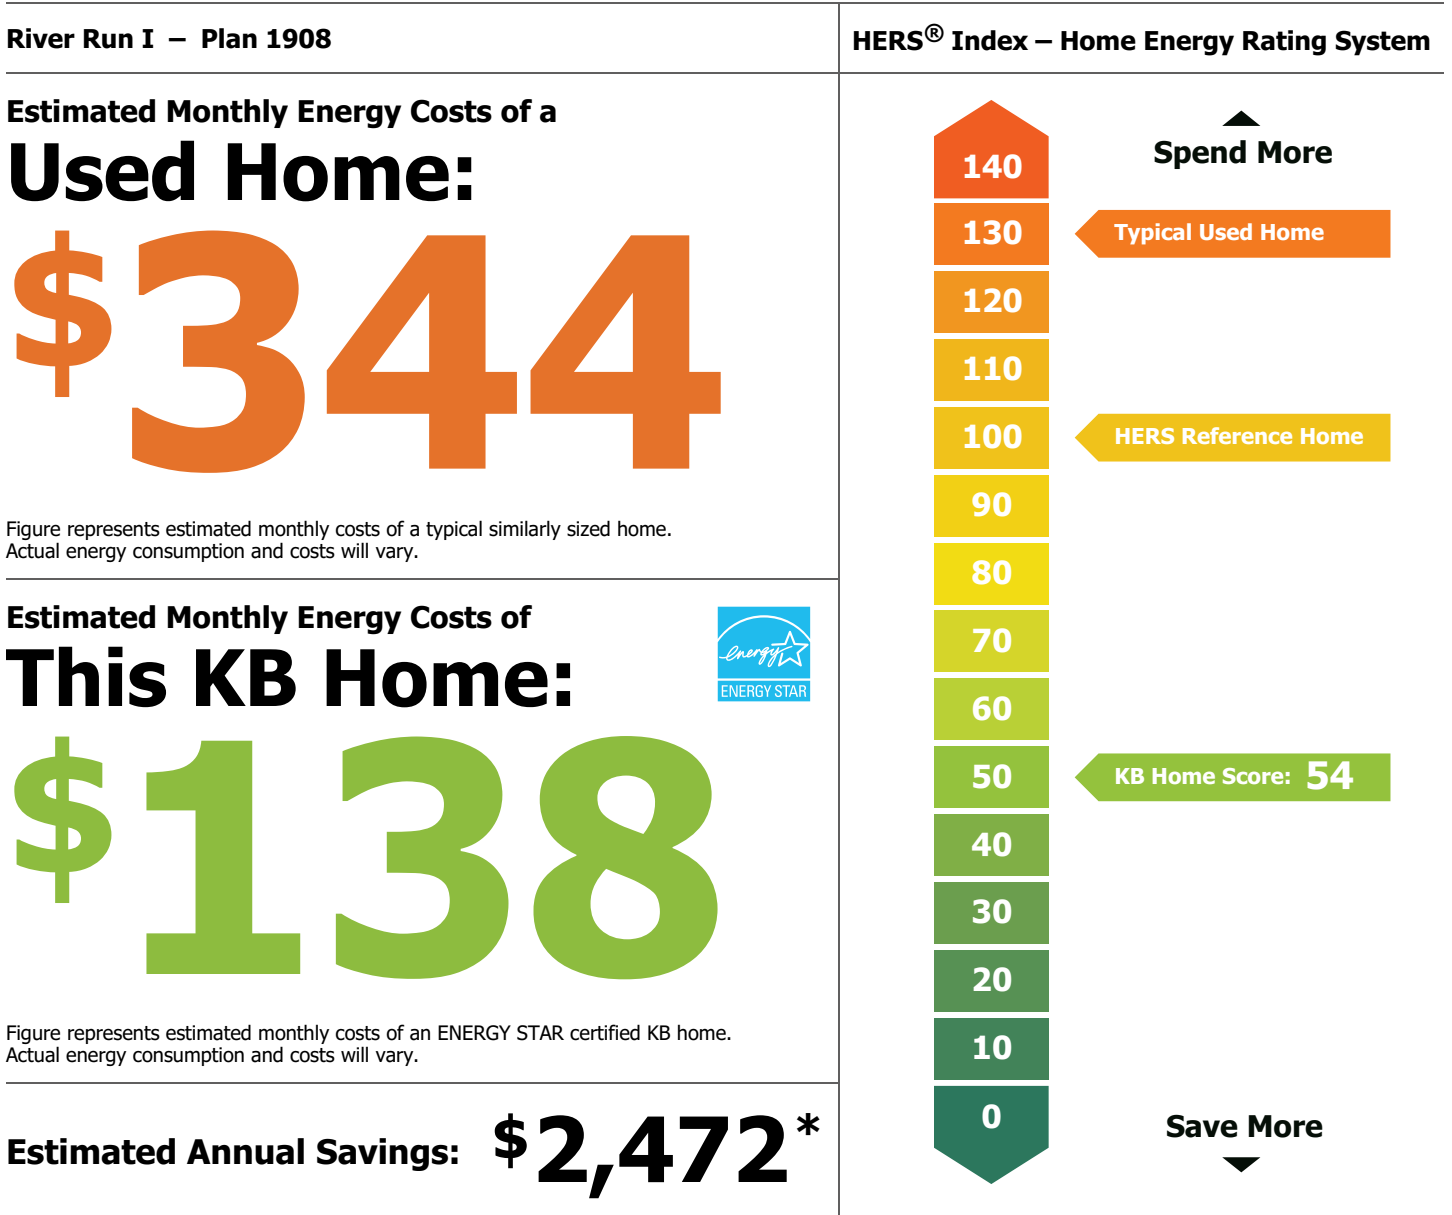 River Run I – Plan 1908
Estimated Monthly Energy Costs of a
Used Home:
$344
Figure represents estimated monthly costs of a typical similarly sized home.
Actual energy consumption and costs will vary.
Estimated Monthly Energy Costs of
This KB Home:
energy
ENERGY STAR
$138
Figure represents estimated monthly costs of an ENERGY STAR certified KB home.
Actual energy consumption and costs will vary.
Estimated Annual Savings: $2,472*
HERS® Index – Home Energy Rating System
Spend More
140
130 Typical Used Home
120
110
100 HERS Reference Home
90
80
70
60
50 KB Home Score: 54
40
30
20
10
0
Save More